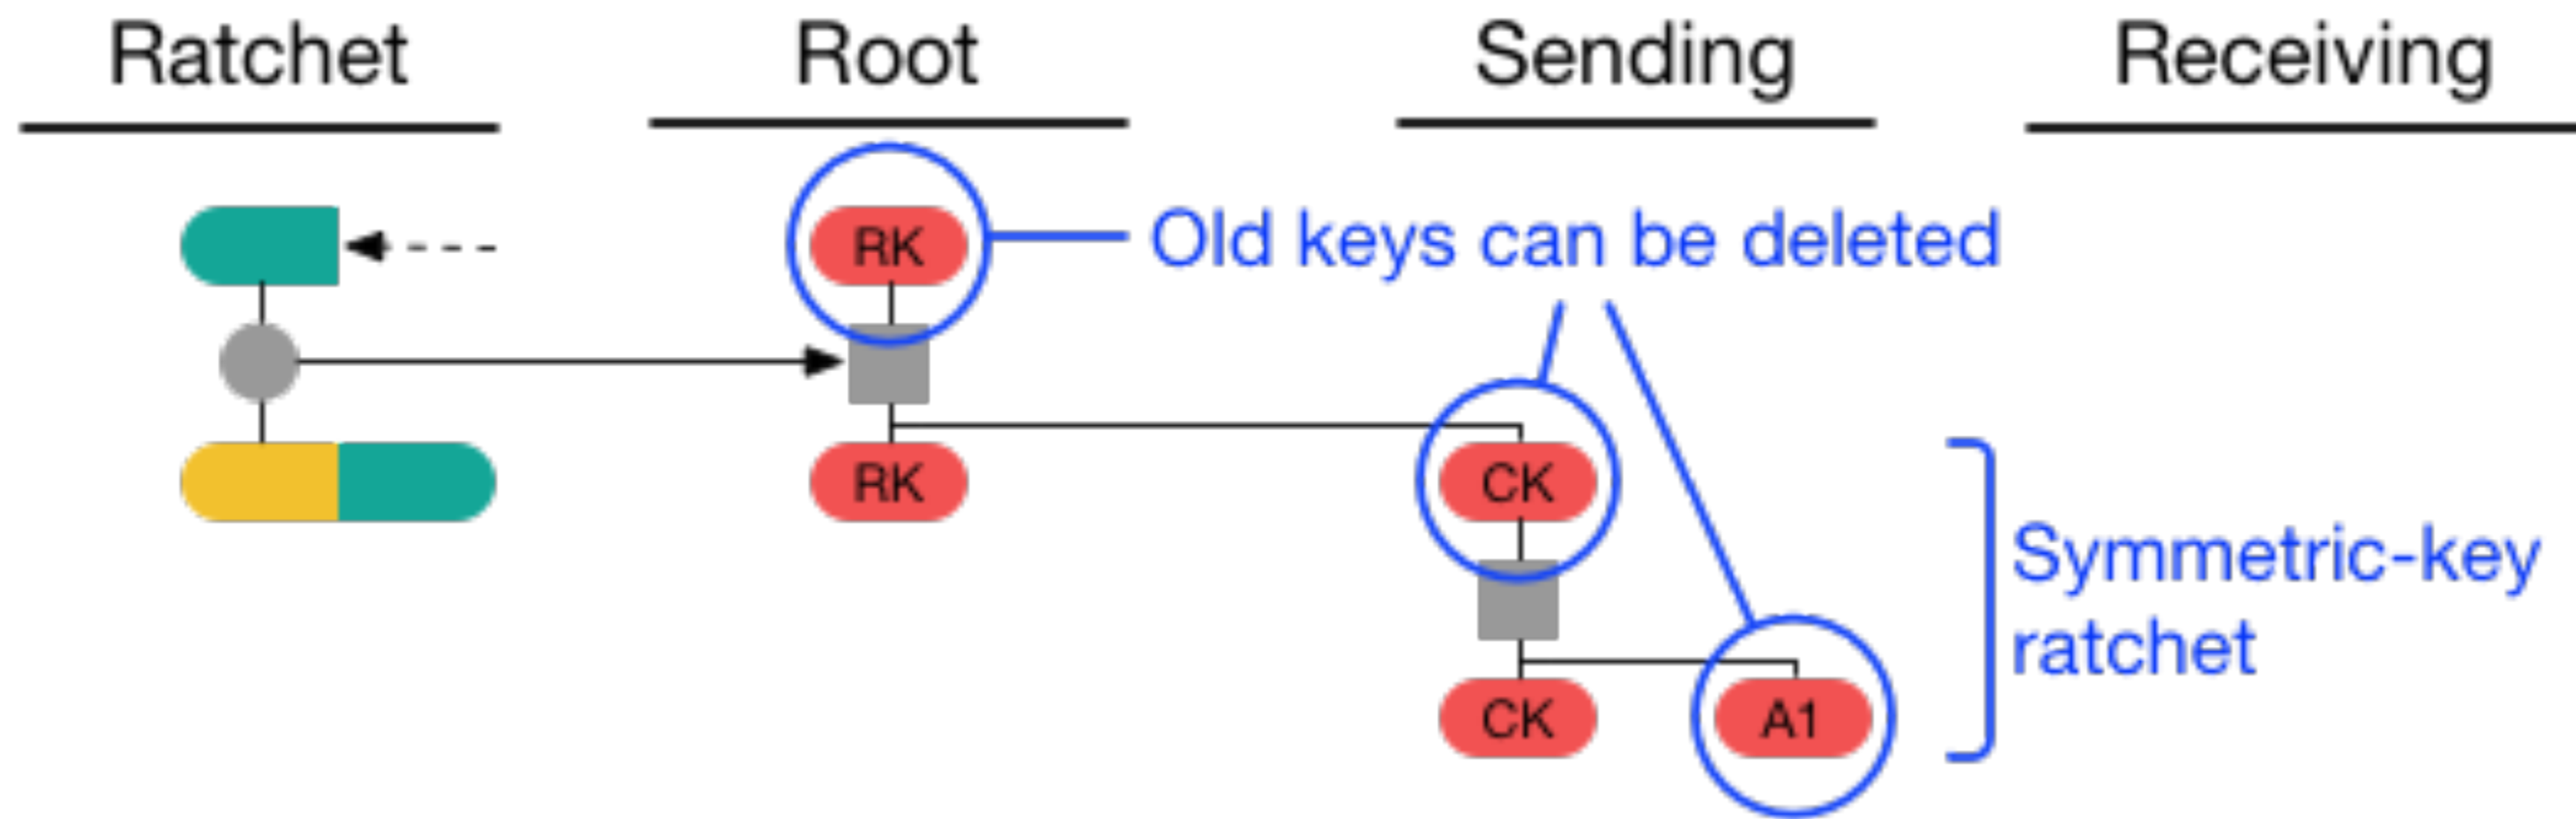 Ratchet Root Sending Receiving
RK Old keys can be deleted
RK CK
Symmetric-key
ratchet
CK A1